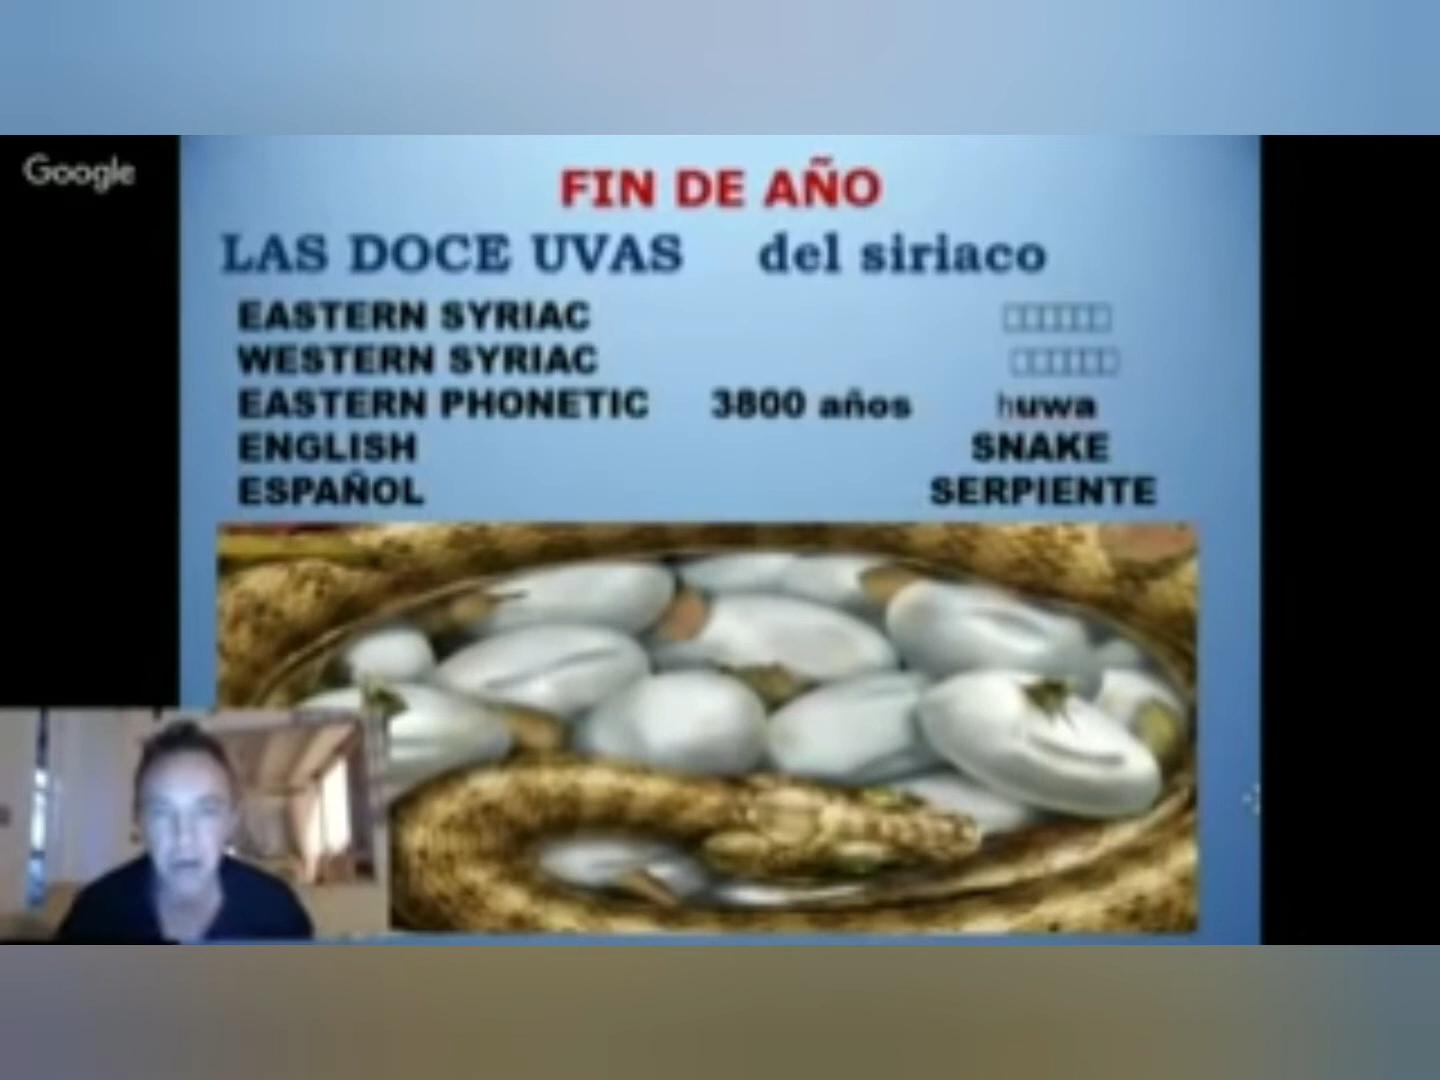 Google
FIN DE AÑO
LAS DOCE UVAS del siriaco
EASTERN SYRIAC
WESTERN SYRIAC
EASTERN PHONETIC 3800 años huwa
ENGLISH SNAKE
ESPAÑOL SERPIENTE